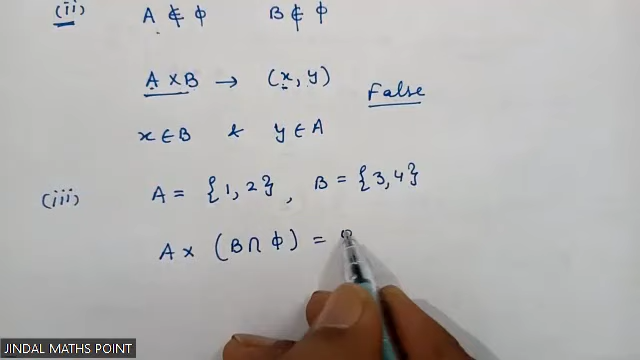 (ii) A ⊄ ϕ B ⊄ ϕ
A × B → (x, y)
False
x ∈ B & y ∈ A
(iii) A = {1, 2}, B = {3, 4}
A × (B ∩ ϕ) =
JINDAL MATHS POINT